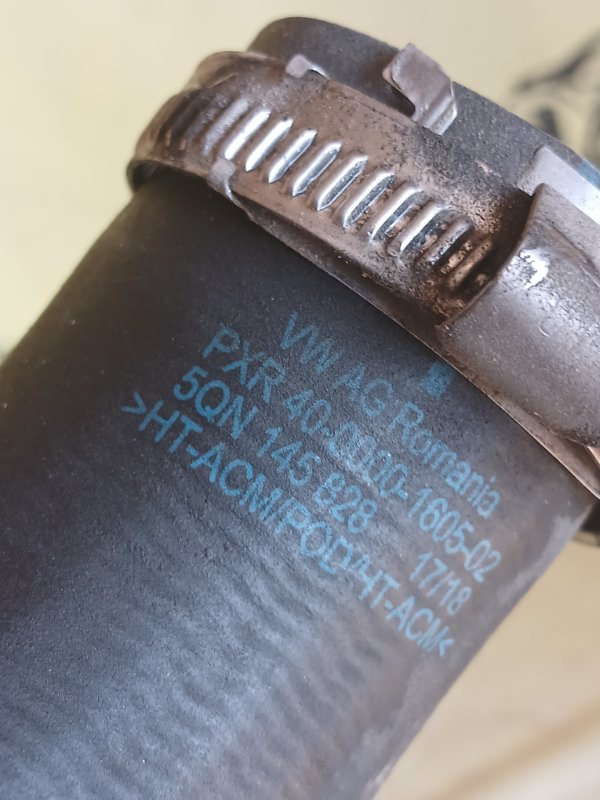 VW AG Romania
PXR 40-0000-1605-02
5QN 145 828 17/18
>HT-ACM/POD/HT-ACM<